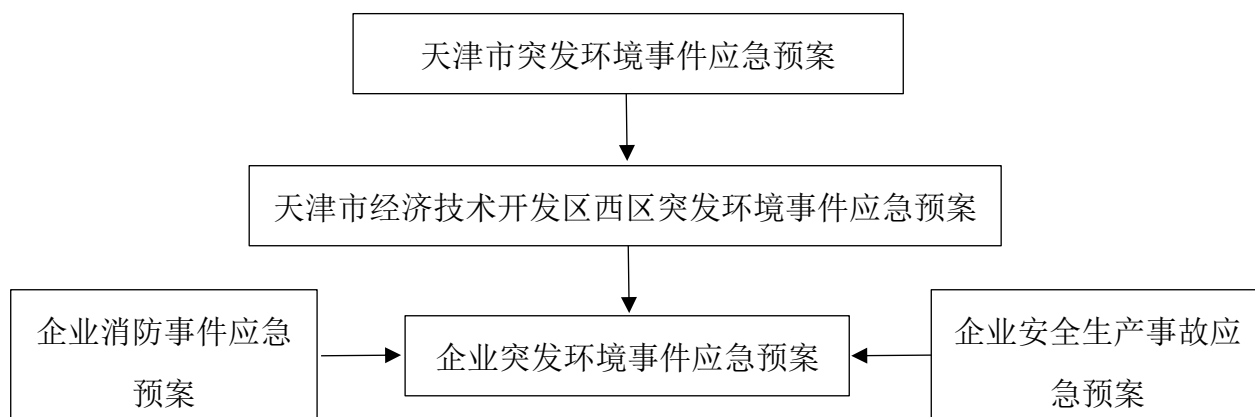 天津市突发环境事件应急预案
天津市经济技术开发区西区突发环境事件应急预案
企业消防事件应急
预案
企业突发环境事件应急预案
企业安全生产事故应
急预案